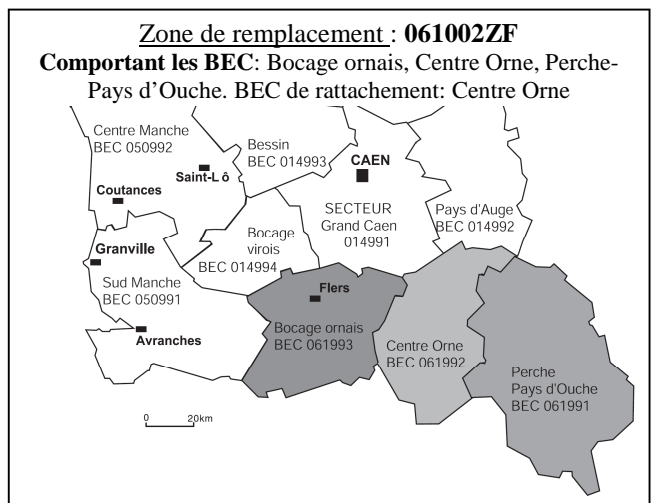 Zone de remplacement : 061002ZF
Comportant les BEC: Bocage ornais, Centre Orne, Perche-
Pays d'Ouche. BEC de rattachement: Centre Orne
Centre Manche
BEC 050992
Saint-L ô
Coutances
Bessin
BEC 014993
CAEN
SECTEUR
Grand Caen
014991
Pays d'Auge
BEC 014992
Granville
Sud Manche
BEC 050991
Avranches
Bocage
virois
BEC 014994
Flers
Bocage ornais
BEC 061993
Centre Orne
BEC 061992
Perche
Pays d'Ouche
BEC 061991
0 20km